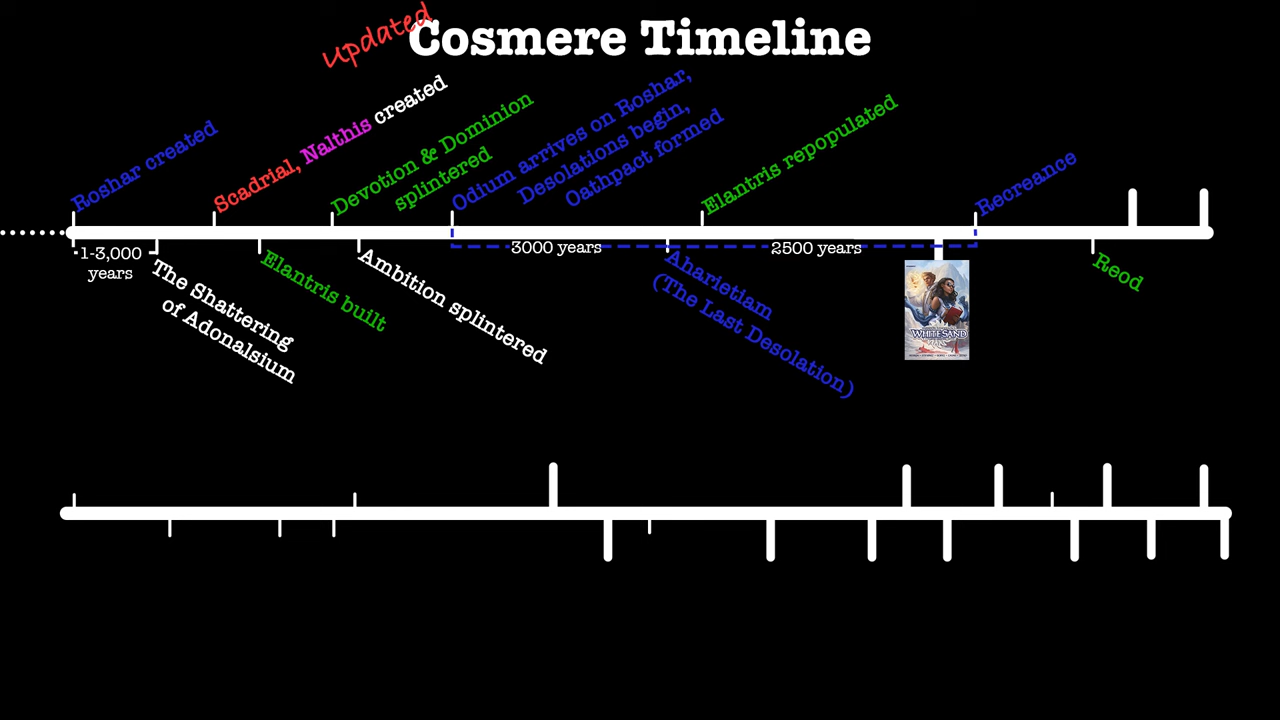 Updated
Cosmere Timeline
Roshar created
Scadrial, Nalthis created
Devotion & Dominion
splintered
Odium arrives on Roshar,
Desolations begin,
Oathpact formed
Elantris repopulated
Recreance
1-3,000
years
The Shattering
of Adonalsium
Elantris built
Ambition splintered
3000 years
Aharietiam
(The Last Desolation)
2500 years
WHITE SAND
Reod